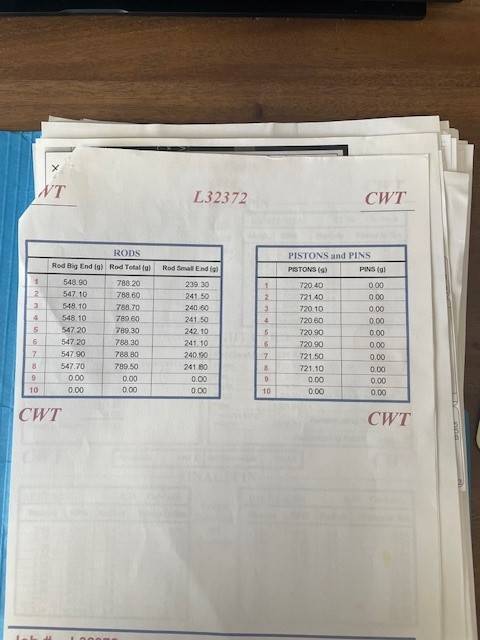 WT L32372 CWT
RODS
Rod Big End (g) Rod Total (g) Rod Small End (g)
1 548.90 788.20 239.30
2 547.10 788.60 241.50
3 548.10 788.70 240.60
4 548.10 789.60 241.50
5 547.20 789.30 242.10
6 547.20 788.30 241.10
7 547.90 788.80 240.90
8 547.70 789.50 241.80
9 0.00 0.00 0.00
10 0.00 0.00 0.00
PISTONS and PINS
PISTONS (g) PINS (g)
1 720.40 0.00
2 721.40 0.00
3 720.10 0.00
4 720.60 0.00
5 720.90 0.00
6 720.90 0.00
7 721.50 0.00
8 721.10 0.00
9 0.00 0.00
10 0.00 0.00
CWT CWT